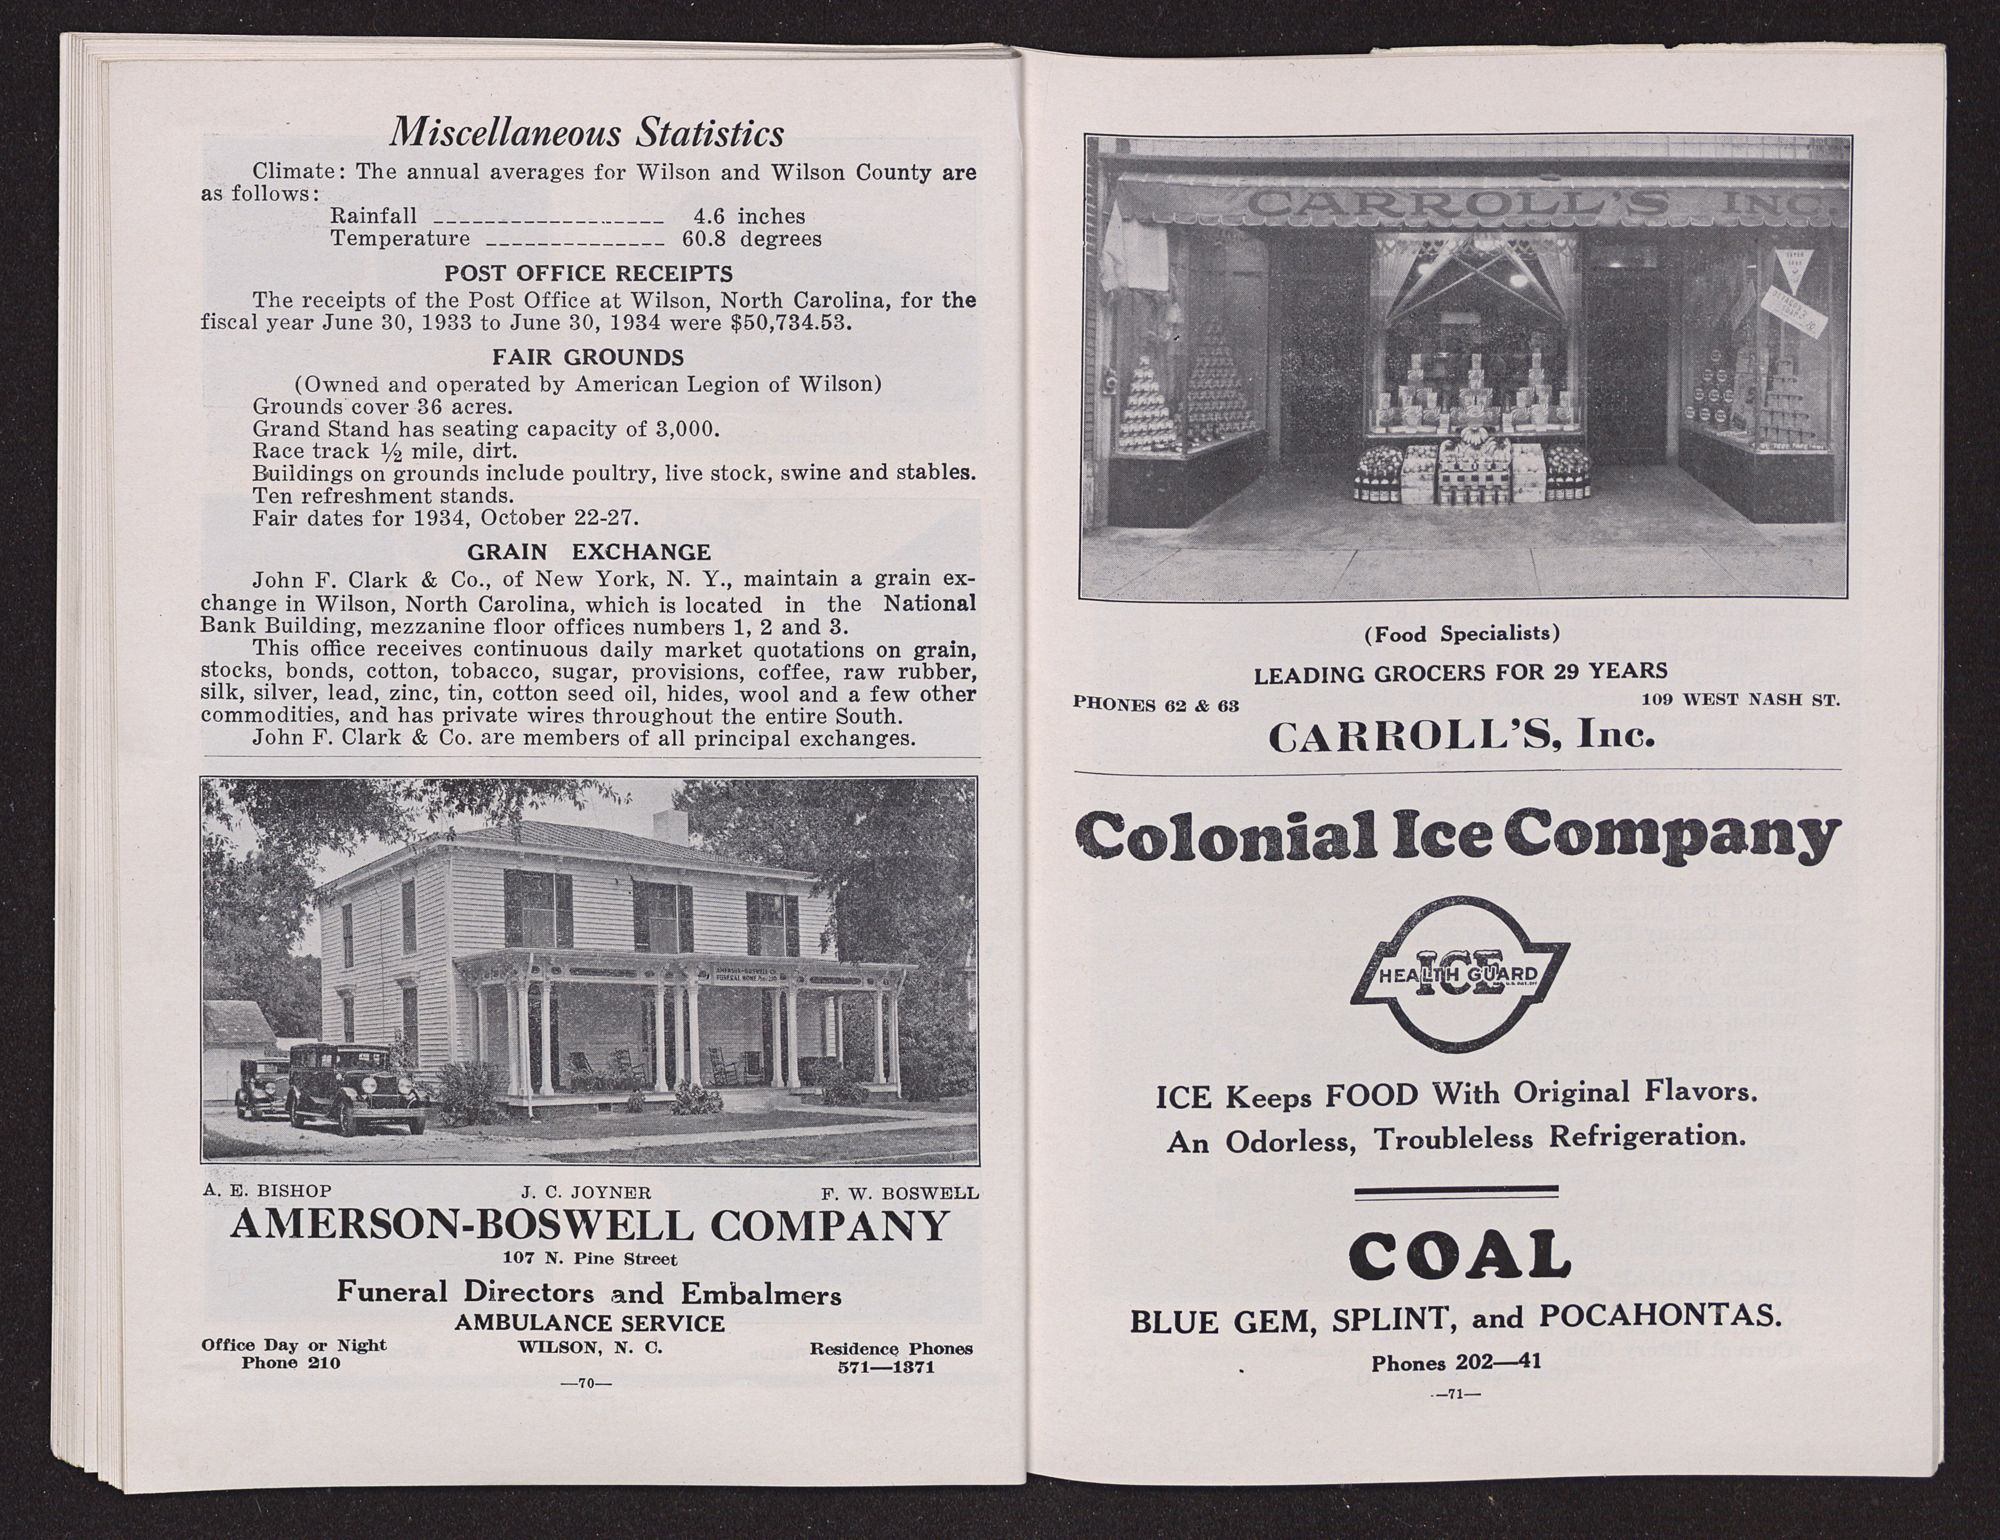 Miscellaneous Statistics
Climate: The annual averages for Wilson and Wilson County are
as follows:
Rainfall ------------------ 4.6 inches
Temperature -------------- 60.8 degrees
POST OFFICE RECEIPTS
The receipts of the Post Office at Wilson, North Carolina, for the
fiscal year June 30, 1933 to June 30, 1934 were $50,734.53.
FAIR GROUNDS
(Owned and operated by American Legion of Wilson)
Grounds cover 36 acres.
Grand Stand has seating capacity of 3,000.
Race track ½ mile, dirt.
Buildings on grounds include poultry, live stock, swine and stables.
Ten refreshment stands.
Fair dates for 1934, October 22-27.
GRAIN EXCHANGE
John F. Clark & Co., of New York, N. Y., maintain a grain ex-
change in Wilson, North Carolina, which is located in the National
Bank Building, mezzanine floor offices numbers 1, 2 and 3.
This office receives continuous daily market quotations on grain,
stocks, bonds, cotton, tobacco, sugar, provisions, coffee, raw rubber,
silk, silver, lead, zinc, tin, cotton seed oil, hides, wool and a few other
commodities, and has private wires throughout the entire South.
John F. Clark & Co. are members of all principal exchanges.
AMERSON-BOSWELL CO.
FUNERAL HOME
A. E. BISHOP J. C. JOYNER F. W. BOSWELL
AMERSON-BOSWELL COMPANY
107 N. Pine Street
Funeral Directors and Embalmers
AMBULANCE SERVICE
Office Day or Night WILSON, N. C. Residence Phones
Phone 210 571—1371
—70—
CARROLL'S INC.
(Food Specialists)
LEADING GROCERS FOR 29 YEARS
PHONES 62 & 63 109 WEST NASH ST.
CARROLL'S, Inc.
Colonial Ice Company
ICE
HEALTH GUARD
ICE Keeps FOOD With Original Flavors.
An Odorless, Troubleless Refrigeration.
COAL
BLUE GEM, SPLINT, and POCAHONTAS.
Phones 202—41
—71—